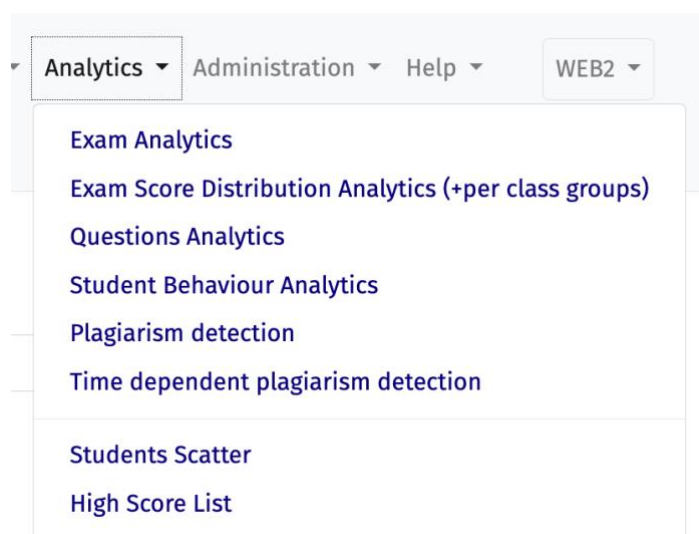 Analytics Administration Help WEB2
Exam Analytics
Exam Score Distribution Analytics (+per class groups)
Questions Analytics
Student Behaviour Analytics
Plagiarism detection
Time dependent plagiarism detection
Students Scatter
High Score List